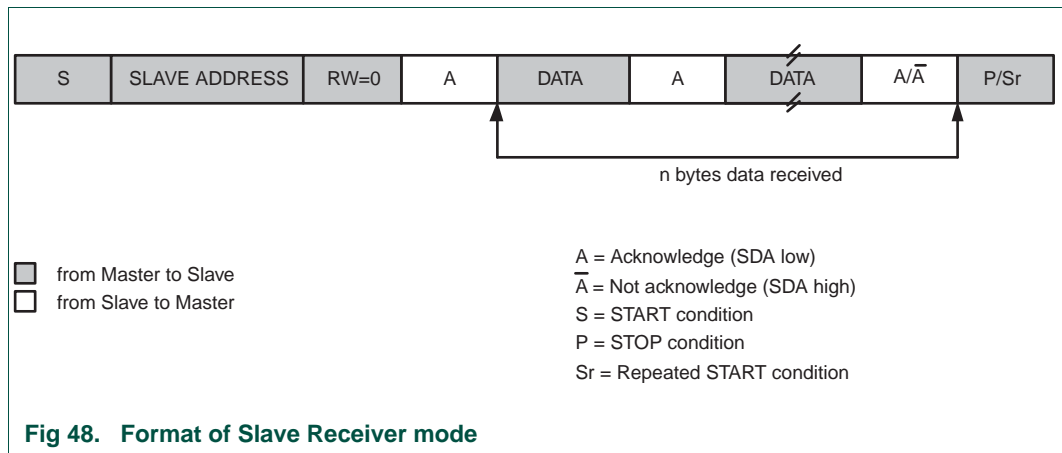 S SLAVE ADDRESS RW=0 A DATA A DATA A/A̅ P/Sr
n bytes data received
from Master to Slave
from Slave to Master
A = Acknowledge (SDA low)
A̅ = Not acknowledge (SDA high)
S = START condition
P = STOP condition
Sr = Repeated START condition
Fig 48. Format of Slave Receiver mode